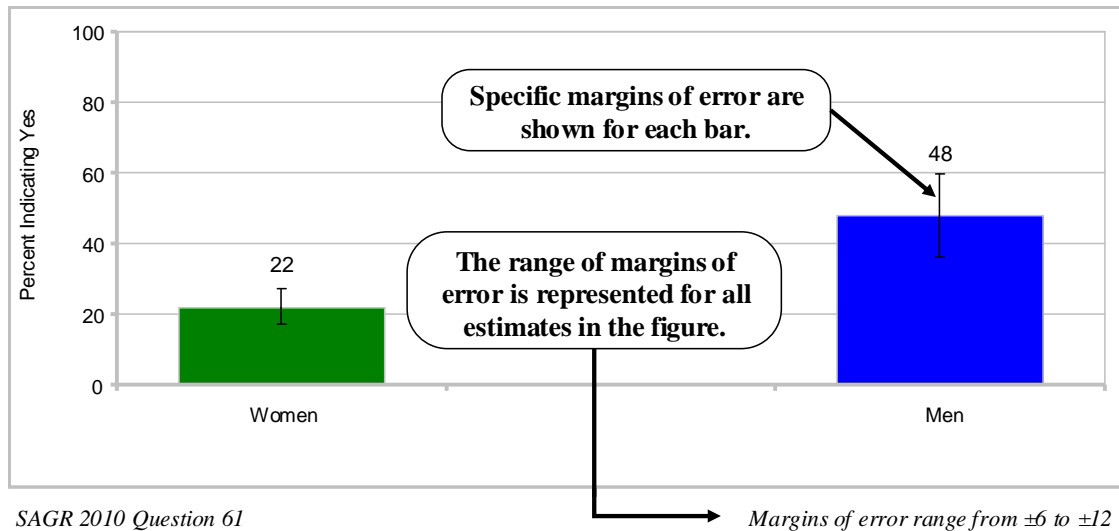 100
80
60
40
20
0
Percent Indicating Yes
Specific margins of error are
shown for each bar.
48
22
The range of margins of
error is represented for all
estimates in the figure.
Women
Men
SAGR 2010 Question 61
Margins of error range from ±6 to ±12